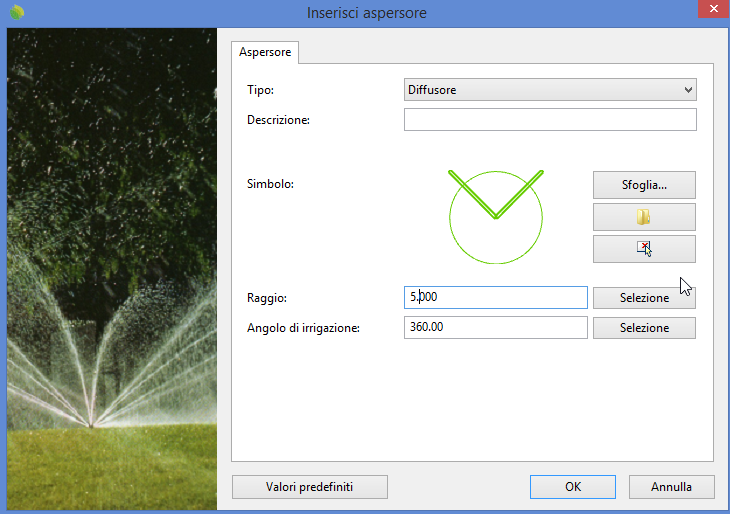 Inserisci aspersore
Aspersore
Tipo: Diffusore
Descrizione:
Simbolo: Sfoglia...
Raggio: 5.000 Selezione
Angolo di irrigazione: 360.00 Selezione
Valori predefiniti OK Annulla